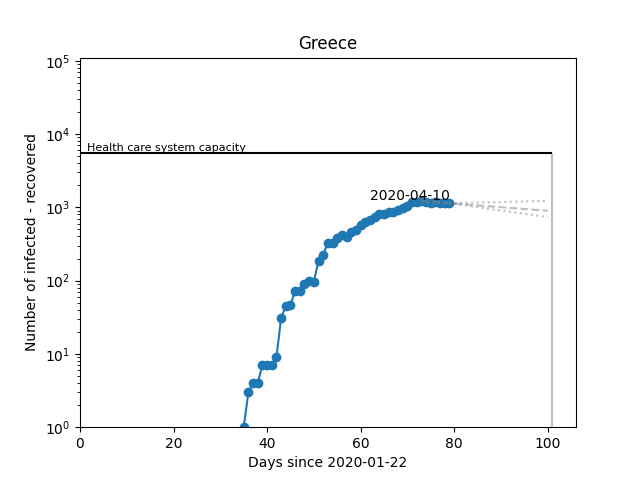 Greece
10^5
10^4
10^3
10^2
10^1
10^0
Number of infected - recovered
Health care system capacity
2020-04-10
0 20 40 60 80 100
Days since 2020-01-22